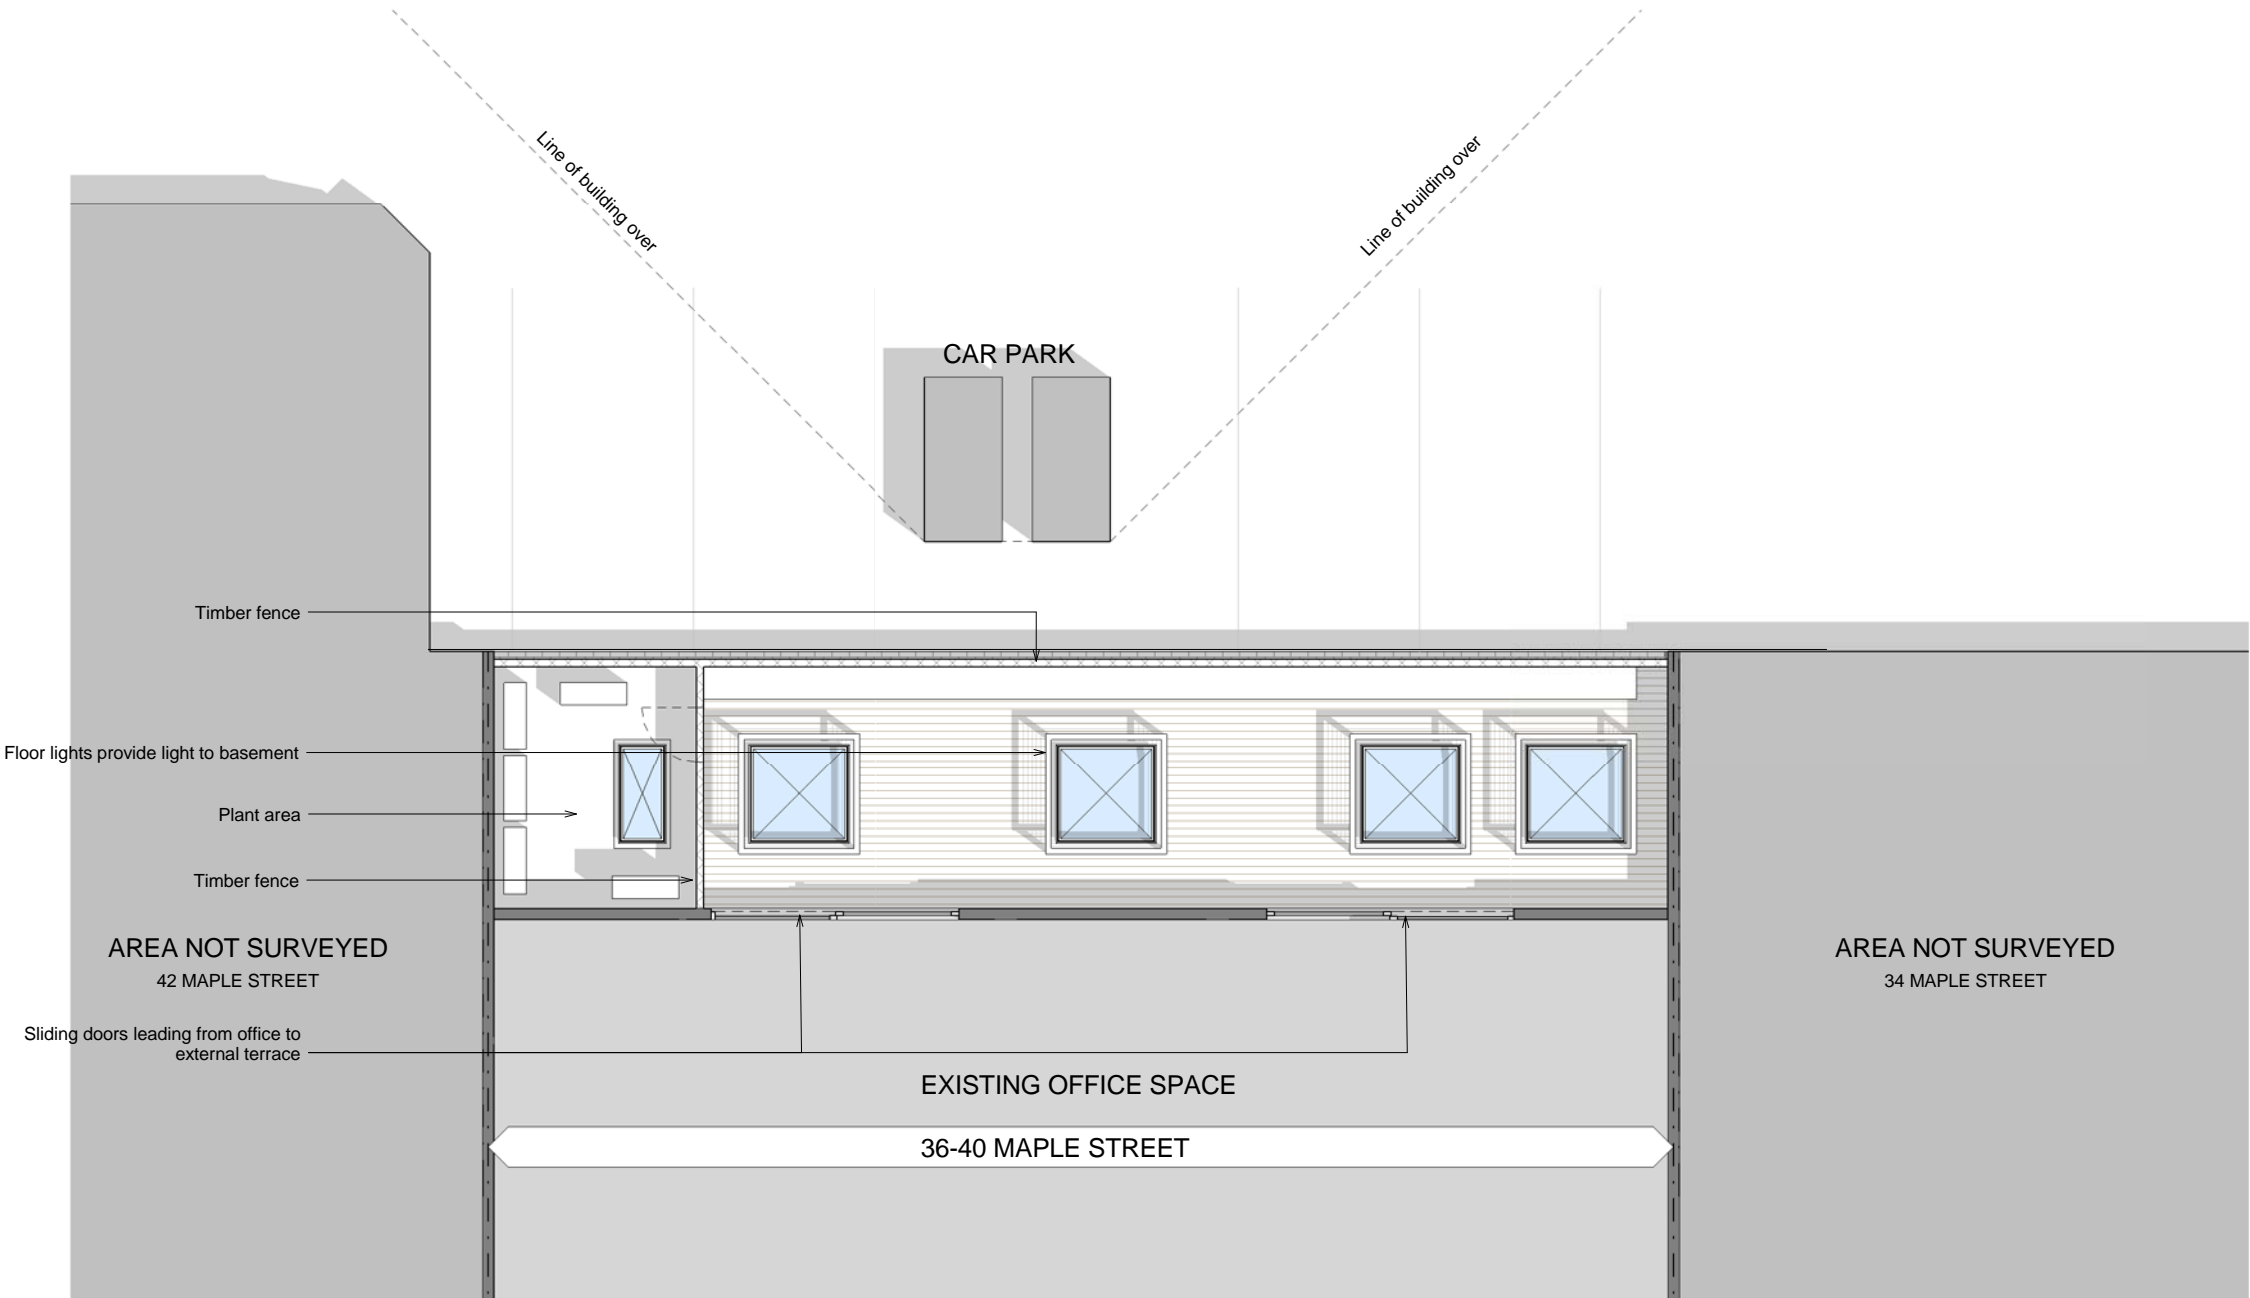 Line of building over
Line of building over
CAR PARK
Timber fence
Floor lights provide light to basement
Plant area
Timber fence
AREA NOT SURVEYED
42 MAPLE STREET
AREA NOT SURVEYED
34 MAPLE STREET
Sliding doors leading from office to
external terrace
EXISTING OFFICE SPACE
36-40 MAPLE STREET